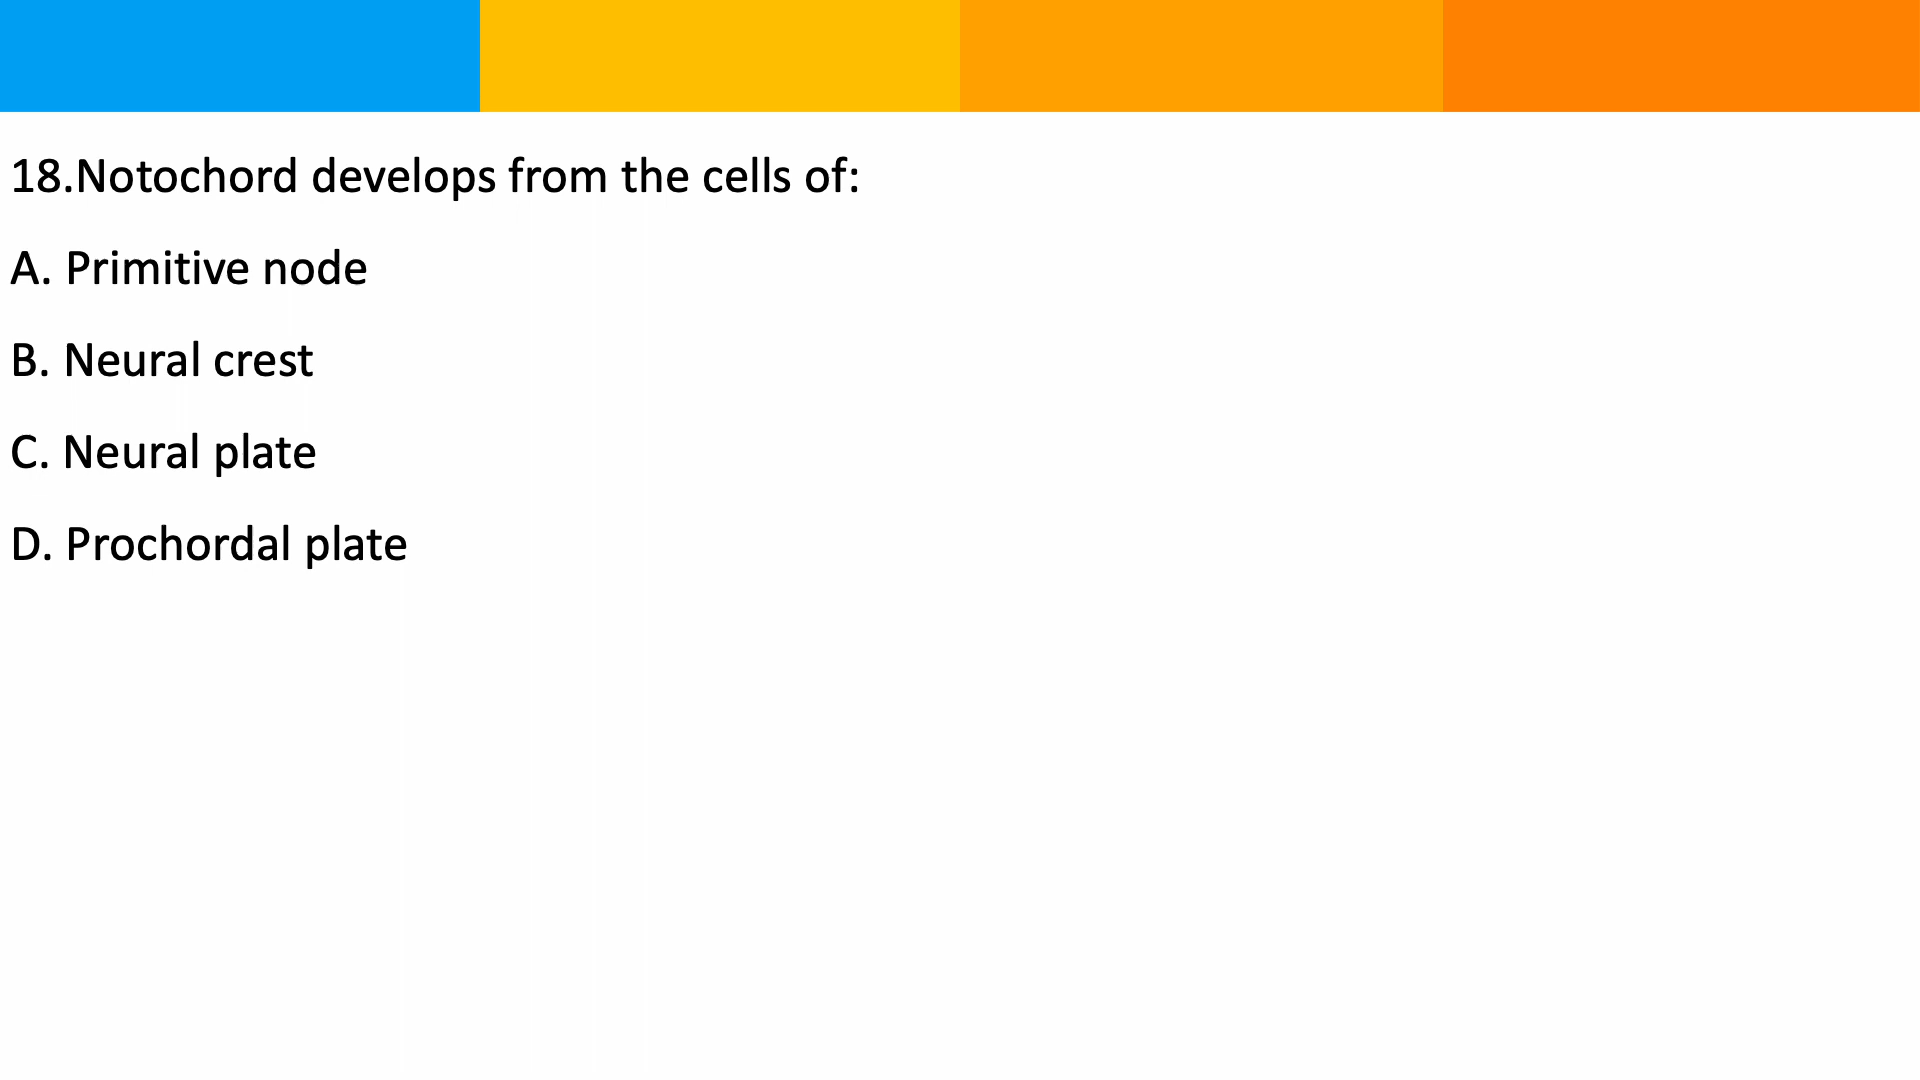 18.Notochord develops from the cells of:
A. Primitive node
B. Neural crest
C. Neural plate
D. Prochordal plate